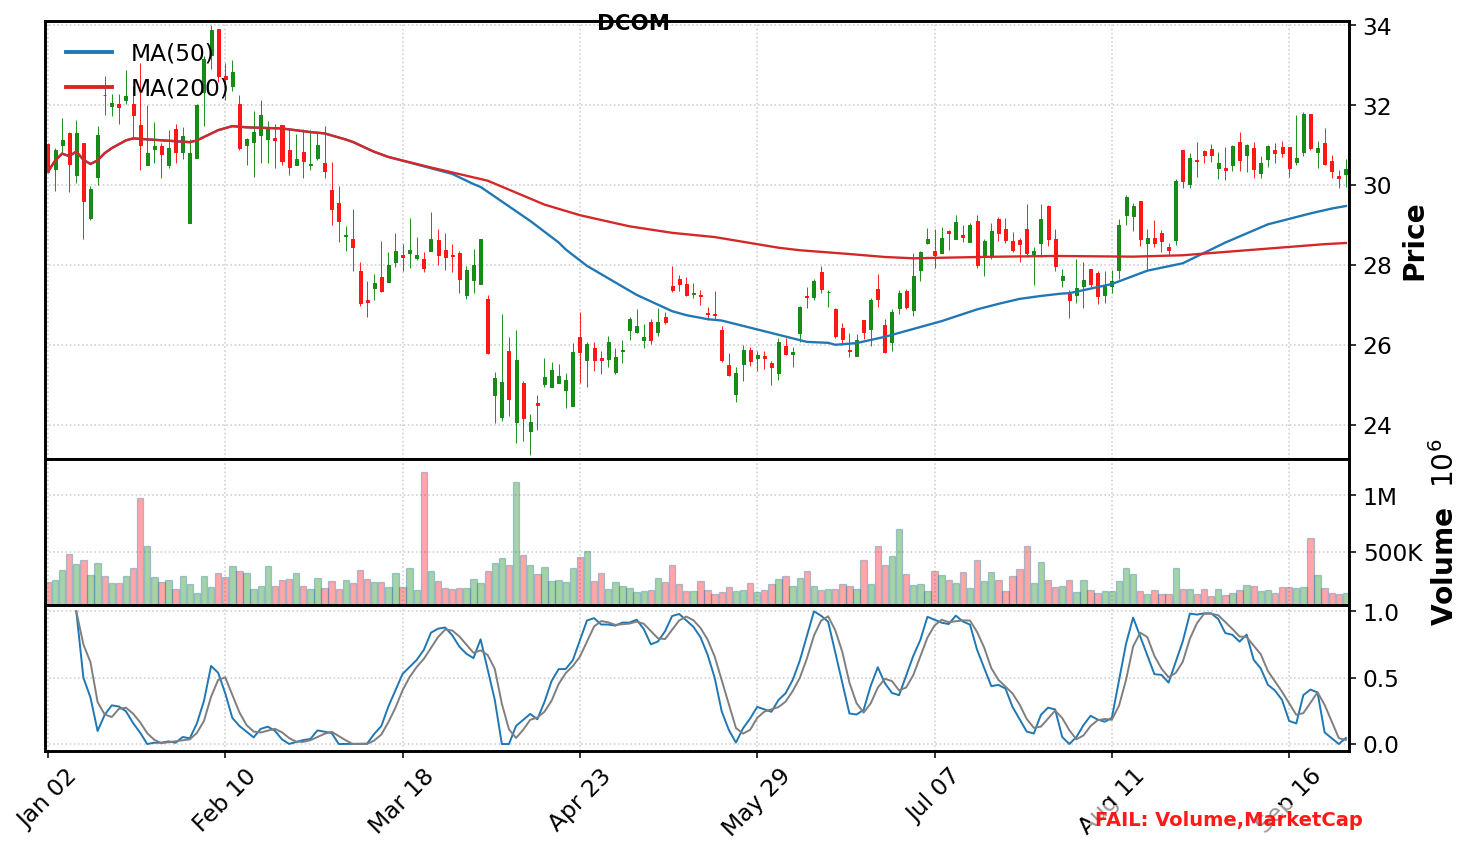 DCOM
MA(50)
MA(200)
34
32
30
28
26
24
Price
1M
500K
Volume 10^6
1.0
0.5
0.0
Jan 02
Feb 10
Mar 18
Apr 23
May 29
Jul 07
Aug 11
Sep 16
FAIL: Volume,MarketCap